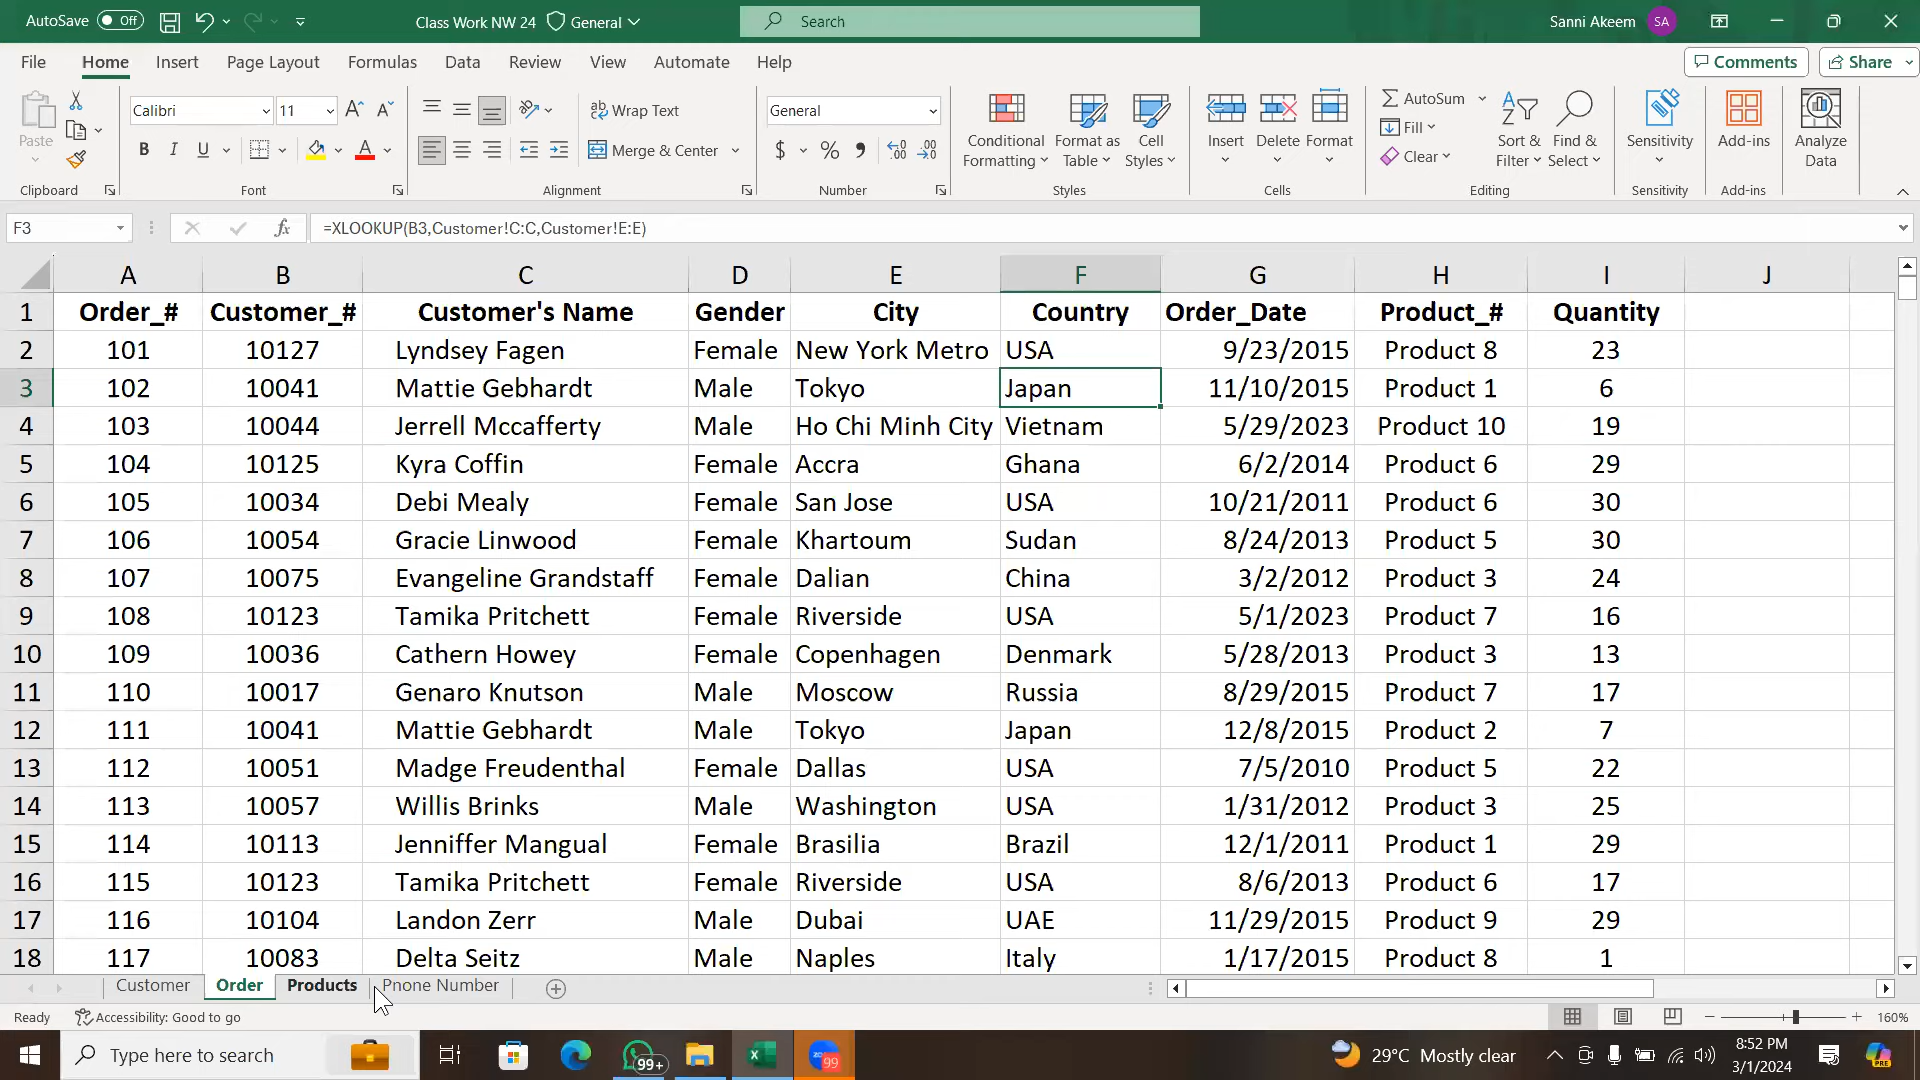 AutoSave Off Class Work NW 24 General Search Sanni Akeem SA
File Home Insert Page Layout Formulas Data Review View Automate Help Comments Share
Paste Calibri 11 A A Wrap Text General Conditional Formatting Format as Table Cell Styles Insert Delete Format AutoSum Fill Clear Sort & Filter Find & Select Sensitivity Add-ins Analyze Data
B I U A Merge & Center $ % 9 .00 .00
Clipboard Font Alignment Number Styles Cells Editing Sensitivity Add-ins
F3 fx =XLOOKUP(B3,Customer!C:C,Customer!E:E)
A B C D E F G H I J
1 Order_# Customer_# Customer's Name Gender City Country Order_Date Product_# Quantity
2 101 10127 Lyndsey Fagen Female New York Metro USA 9/23/2015 Product 8 23
3 102 10041 Mattie Gebhardt Male Tokyo Japan 11/10/2015 Product 1 6
4 103 10044 Jerrell Mccafferty Male Ho Chi Minh City Vietnam 5/29/2023 Product 10 19
5 104 10125 Kyra Coffin Female Accra Ghana 6/2/2014 Product 6 29
6 105 10034 Debi Mealy Female San Jose USA 10/21/2011 Product 6 30
7 106 10054 Gracie Linwood Female Khartoum Sudan 8/24/2013 Product 5 30
8 107 10075 Evangeline Grandstaff Female Dalian China 3/2/2012 Product 3 24
9 108 10123 Tamika Pritchett Female Riverside USA 5/1/2023 Product 7 16
10 109 10036 Cathern Howey Female Copenhagen Denmark 5/28/2013 Product 3 13
11 110 10017 Genaro Knutson Male Moscow Russia 8/29/2015 Product 7 17
12 111 10041 Mattie Gebhardt Male Tokyo Japan 12/8/2015 Product 2 7
13 112 10051 Madge Freudenthal Female Dallas USA 7/5/2010 Product 5 22
14 113 10057 Willis Brinks Male Washington USA 1/31/2012 Product 3 25
15 114 10113 Jenniffer Mangual Female Brasilia Brazil 12/1/2011 Product 1 29
16 115 10123 Tamika Pritchett Female Riverside USA 8/6/2013 Product 6 17
17 116 10104 Landon Zerr Male Dubai UAE 11/29/2015 Product 9 29
18 117 10083 Delta Seitz Male Naples Italy 1/17/2015 Product 8 1
Customer Order Products Phone Number
Ready Accessibility: Good to go 160%
Type here to search 99+ 99 29°C Mostly clear 8:52 PM
3/1/2024